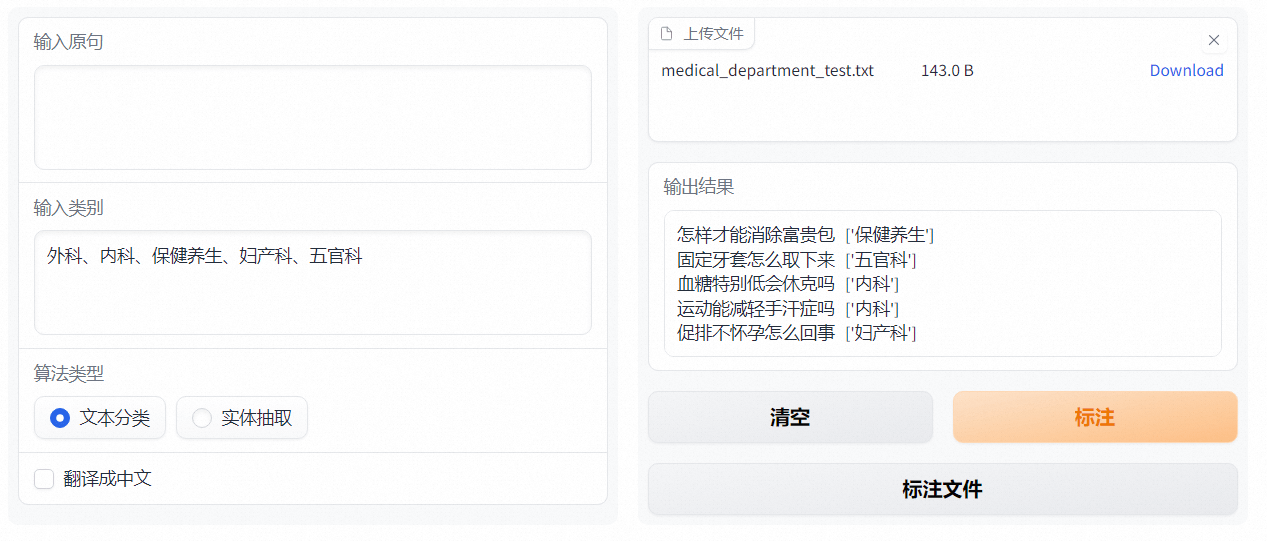 输入原句
输入类别
外科、内科、保健养生、妇产科、五官科
算法类型
文本分类 实体抽取
翻译成中文
上传文件
medical_department_test.txt 143.0 B Download
输出结果
怎样才能消除富贵包 ['保健养生']
固定牙套怎么取下来 ['五官科']
血糖特别低会休克吗 ['内科']
运动能减轻手汗症吗 ['内科']
促排不怀孕怎么回事 ['妇产科']
清空 标注
标注文件